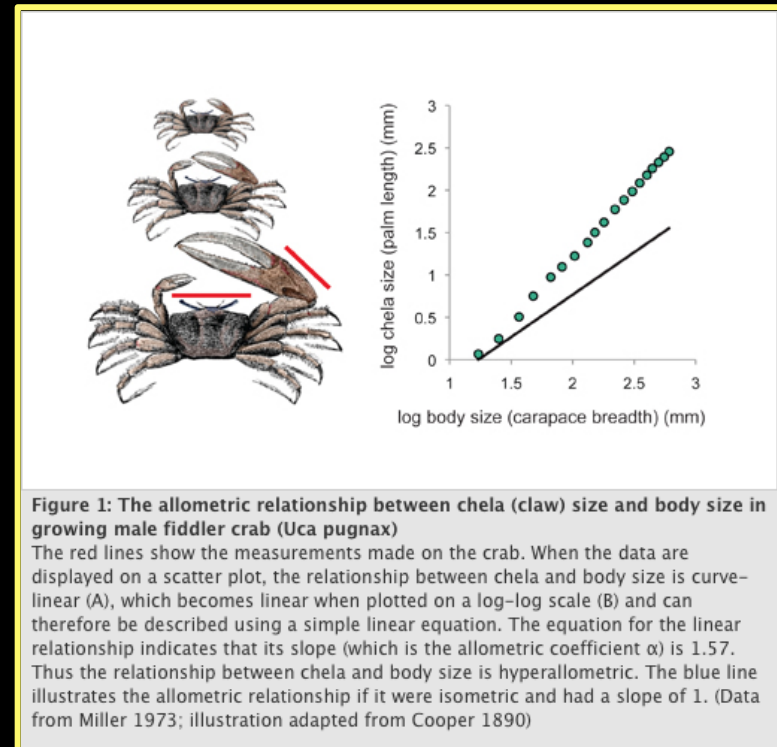 3
2.5
2
1.5
1
0.5
0
log chela size (palm length) (mm)
1 1.5 2 2.5 3
log body size (carapace breadth) (mm)
Figure 1: The allometric relationship between chela (claw) size and body size in
growing male fiddler crab (Uca pugnax)
The red lines show the measurements made on the crab. When the data are
displayed on a scatter plot, the relationship between chela and body size is curve-
linear (A), which becomes linear when plotted on a log-log scale (B) and can
therefore be described using a simple linear equation. The equation for the linear
relationship indicates that its slope (which is the allometric coefficient α) is 1.57.
Thus the relationship between chela and body size is hyperallometric. The blue line
illustrates the allometric relationship if it were isometric and had a slope of 1. (Data
from Miller 1973; illustration adapted from Cooper 1890)